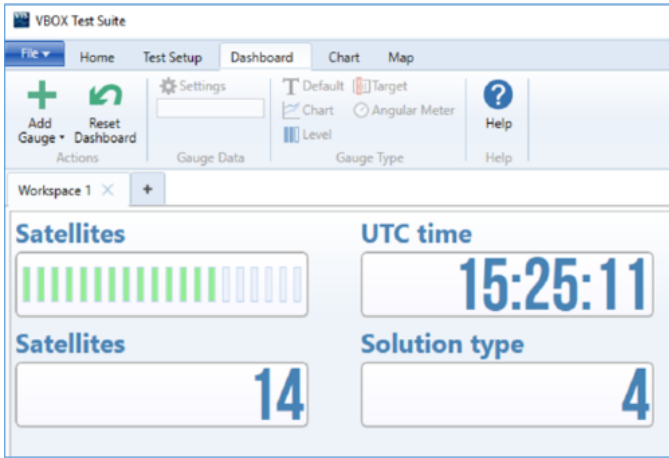 VBOX Test Suite
File Home Test Setup Dashboard Chart Map
Settings Default Target
Chart Angular Meter
Add Reset Help
Gauge Dashboard Level
Actions Gauge Data Gauge Type Help
Workspace 1 × +
Satellites UTC time
15:25:11
Satellites Solution type
14 4